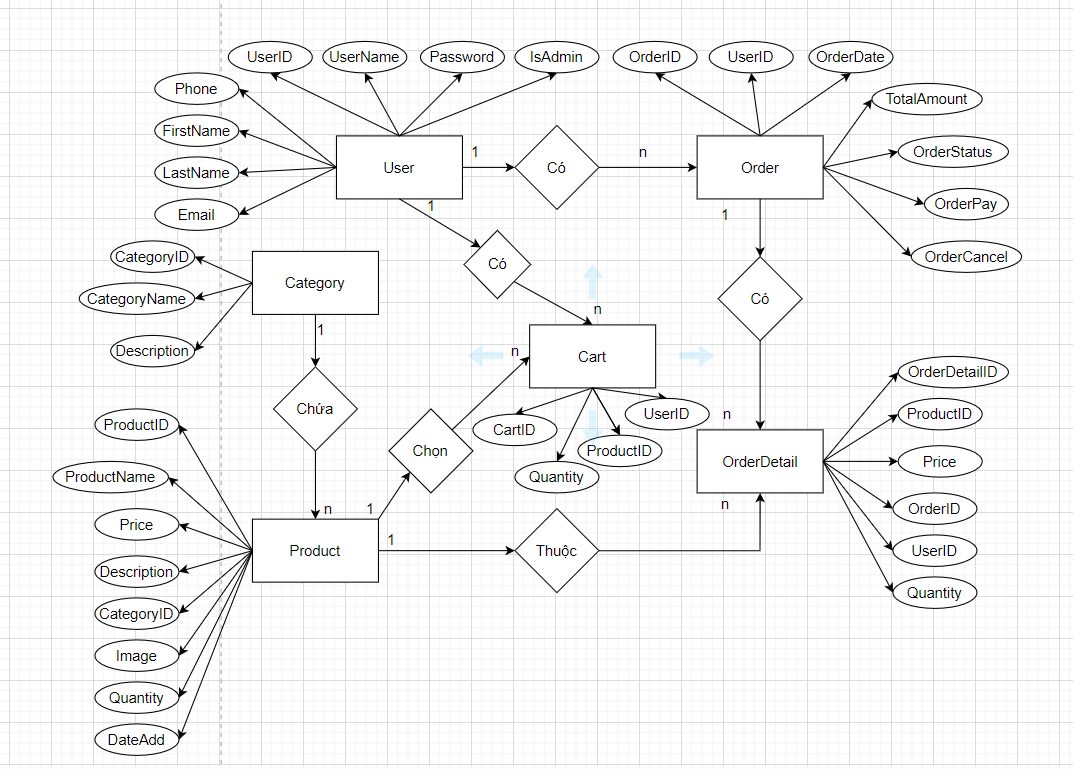 UserID
UserName
Password
IsAdmin
OrderID
UserID
OrderDate
Phone
TotalAmount
FirstName
OrderStatus
LastName
User
1
Có
n
Order
Email
1
1
OrderPay
CategoryID
Có
OrderCancel
Category
CategoryName
Có
n
1
Description
n
Cart
OrderDetailID
Chứa
UserID
n
ProductID
ProductID
CartID
Chọn
ProductID
OrderDetail
Price
ProductName
Quantity
n
1
n
OrderID
Price
Product
1
Thuộc
UserID
Description
Quantity
CategoryID
Image
Quantity
DateAdd